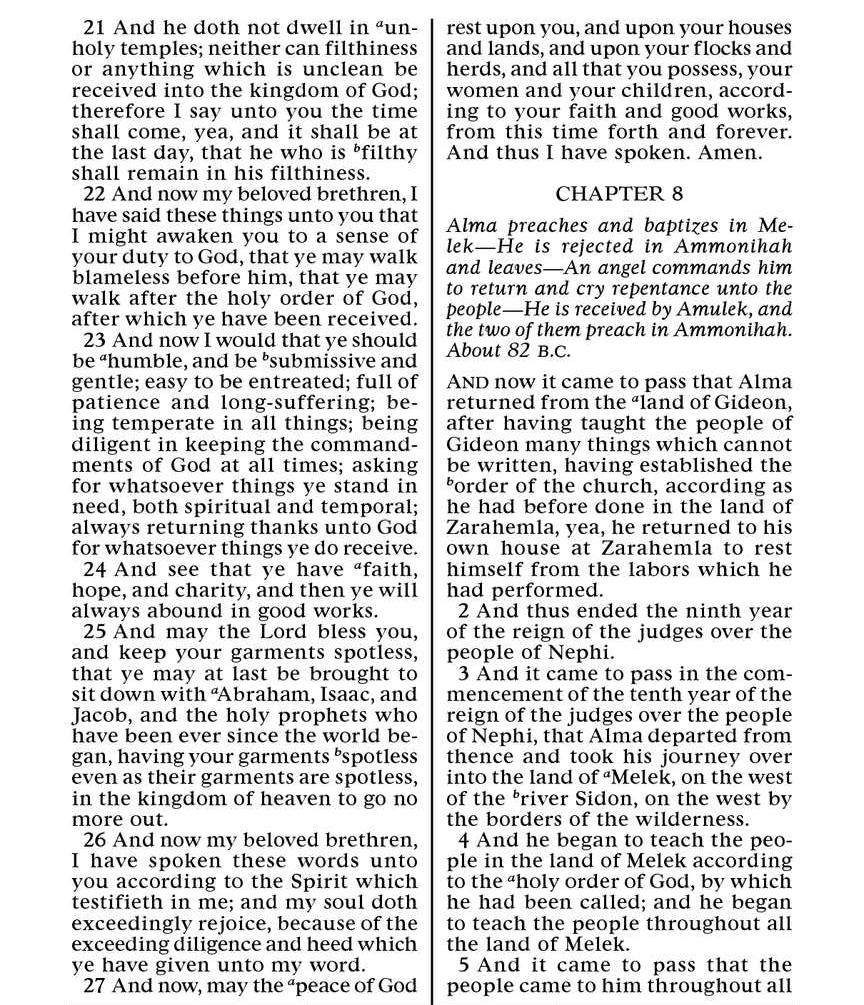 21 And he doth not dwell in ᵃun-
holy temples; neither can filthiness
or anything which is unclean be
received into the kingdom of God;
therefore I say unto you the time
shall come, yea, and it shall be at
the last day, that he who is ᵇfilthy
shall remain in his filthiness.
22 And now my beloved brethren, I
have said these things unto you that
I might awaken you to a sense of
your duty to God, that ye may walk
blameless before him, that ye may
walk after the holy order of God,
after which ye have been received.
23 And now I would that ye should
be ᵃhumble, and be ᵇsubmissive and
gentle; easy to be entreated; full of
patience and long-suffering; be-
ing temperate in all things; being
diligent in keeping the command-
ments of God at all times; asking
for whatsoever things ye stand in
need, both spiritual and temporal;
always returning thanks unto God
for whatsoever things ye do receive.
24 And see that ye have ᵃfaith,
hope, and charity, and then ye will
always abound in good works.
25 And may the Lord bless you,
and keep your garments spotless,
that ye may at last be brought to
sit down with ᵃAbraham, Isaac, and
Jacob, and the holy prophets who
have been ever since the world be-
gan, having your garments ᵇspotless
even as their garments are spotless,
in the kingdom of heaven to go no
more out.
26 And now my beloved brethren,
I have spoken these words unto
you according to the Spirit which
testifieth in me; and my soul doth
exceedingly rejoice, because of the
exceeding diligence and heed which
ye have given unto my word.
27 And now, may the ᵃpeace of God
rest upon you, and upon your houses
and lands, and upon your flocks and
herds, and all that you possess, your
women and your children, accord-
ing to your faith and good works,
from this time forth and forever.
And thus I have spoken. Amen.
CHAPTER 8
Alma preaches and baptizes in Me-
lek—He is rejected in Ammonihah
and leaves—An angel commands him
to return and cry repentance unto the
people—He is received by Amulek, and
the two of them preach in Ammonihah.
About 82 B.C.
AND now it came to pass that Alma
returned from the ᵃland of Gideon,
after having taught the people of
Gideon many things which cannot
be written, having established the
ᵇorder of the church, according as
he had before done in the land of
Zarahemla, yea, he returned to his
own house at Zarahemla to rest
himself from the labors which he
had performed.
2 And thus ended the ninth year
of the reign of the judges over the
people of Nephi.
3 And it came to pass in the com-
mencement of the tenth year of the
reign of the judges over the people
of Nephi, that Alma departed from
thence and took his journey over
into the land of ᵃMelek, on the west
of the ᵇriver Sidon, on the west by
the borders of the wilderness.
4 And he began to teach the peo-
ple in the land of Melek according
to the ᵃholy order of God, by which
he had been called; and he began
to teach the people throughout all
the land of Melek.
5 And it came to pass that the
people came to him throughout all